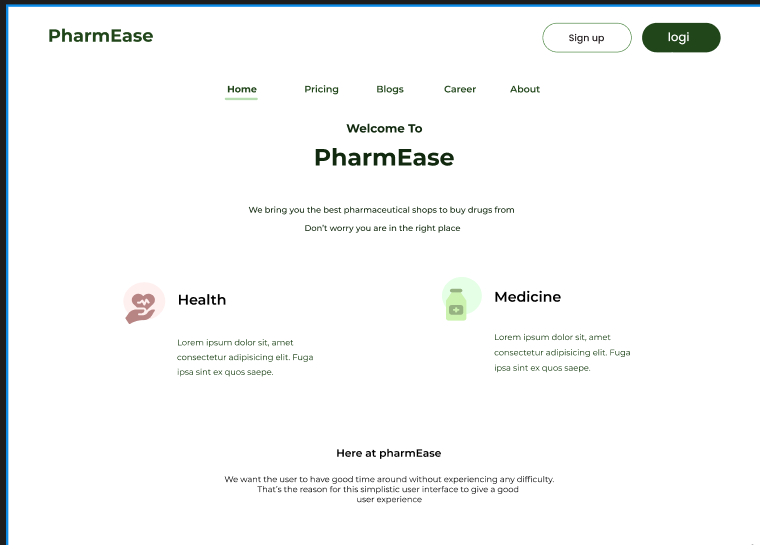 PharmEase
Sign up
logi
Home
Pricing
Blogs
Career
About
Welcome To
PharmEase
We bring you the best pharmaceutical shops to buy drugs from
Don't worry you are in the right place
Health
Lorem ipsum dolor sit, amet
consectetur adipisicing elit. Fuga
ipsa sint ex quos saepe.
Medicine
Lorem ipsum dolor sit, amet
consectetur adipisicing elit. Fuga
ipsa sint ex quos saepe.
Here at pharmEase
We want the user to have good time around without experiencing any difficulty.
That's the reason for this simplistic user interface to give a good
user experience